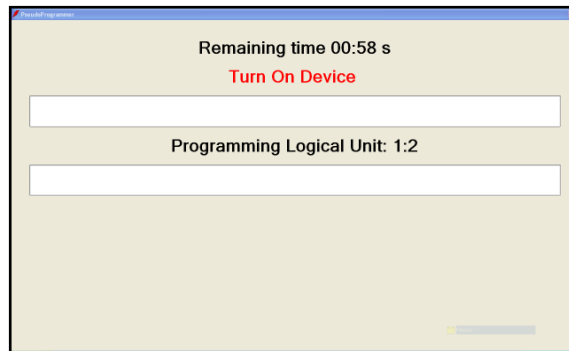 PseudoProgrammer
Remaining time 00:58 s
Turn On Device
Programming Logical Unit: 1:2